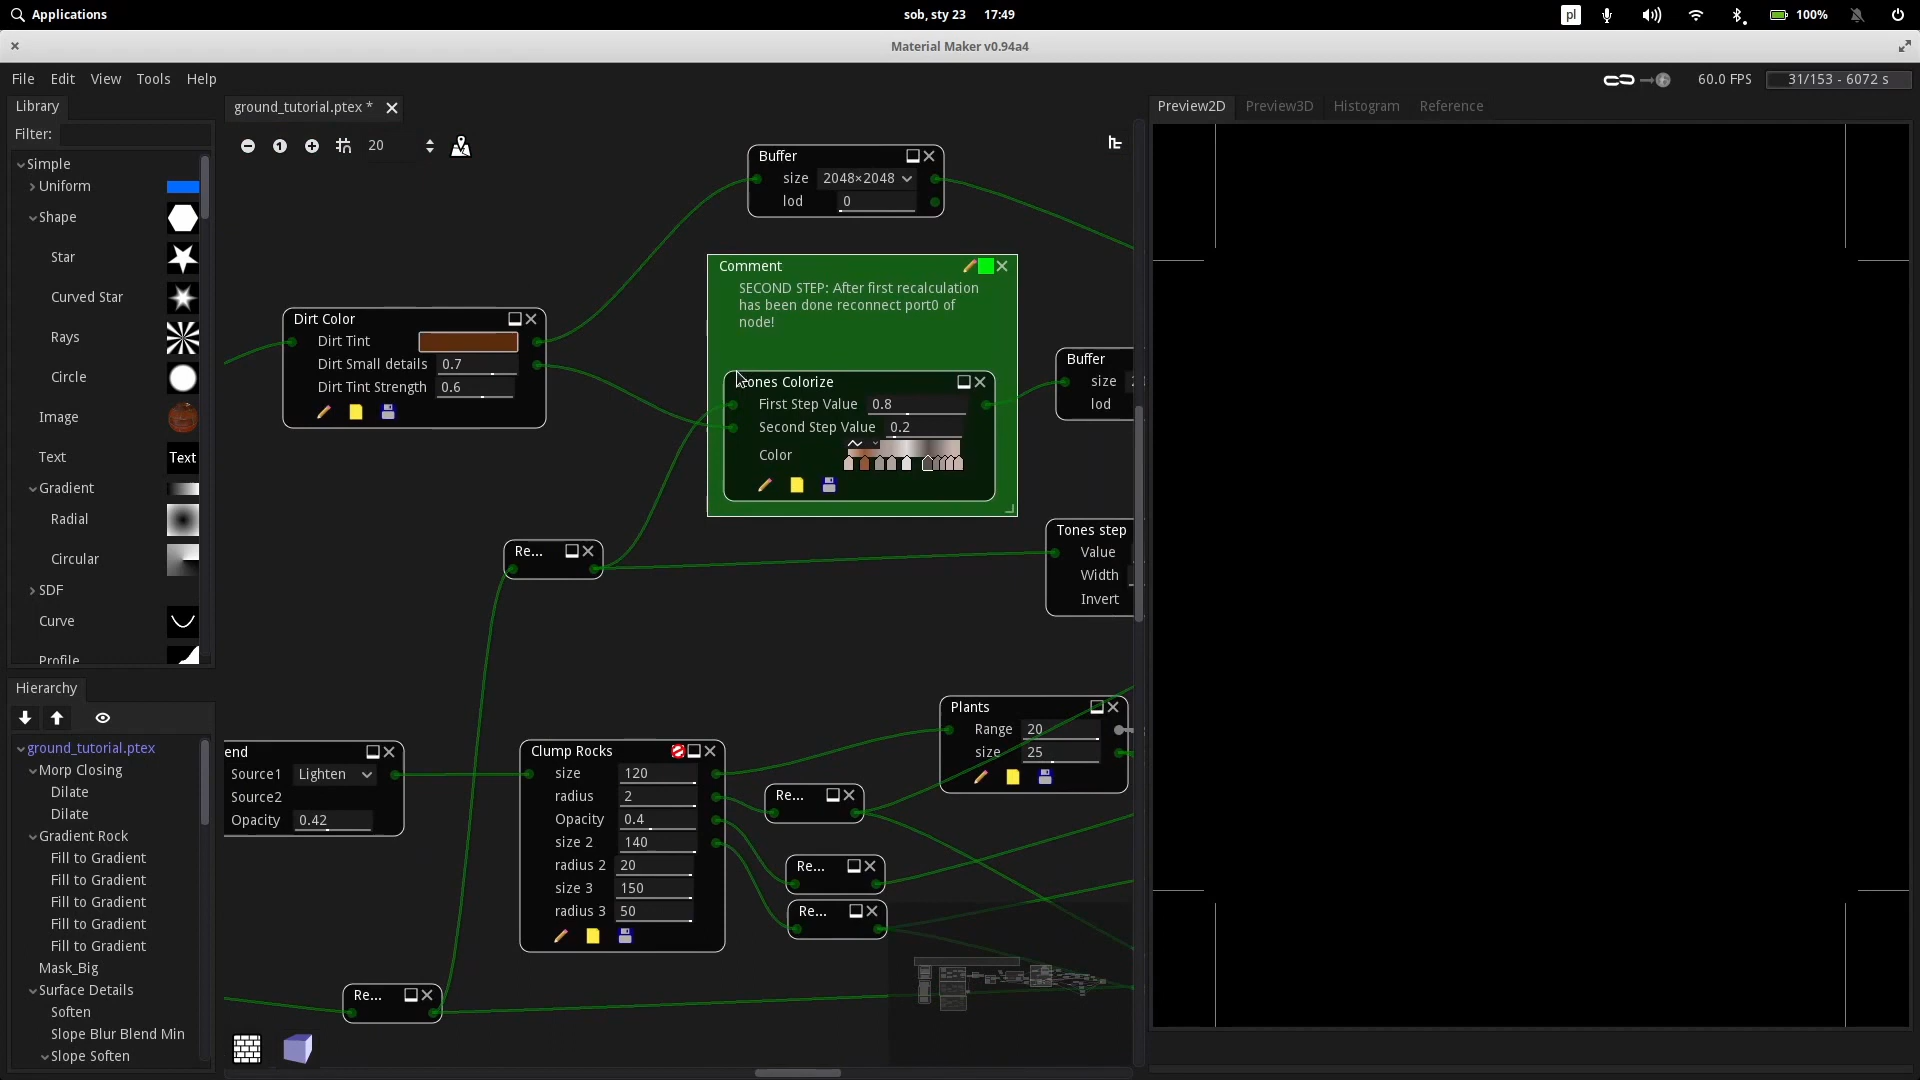 Applications
sob, sty 23 17:49
pl
100%
Material Maker v0.94a4
File Edit View Tools Help
60.0 FPS
31/153 - 6072 s
Library
Filter:
Simple
Uniform
Shape
Star
Curved Star
Rays
Circle
Image
Text
Text
Gradient
Radial
Circular
SDF
Curve
Profile
Hierarchy
ground_tutorial.ptex
Morp Closing
Dilate
Dilate
Gradient Rock
Fill to Gradient
Fill to Gradient
Fill to Gradient
Fill to Gradient
Fill to Gradient
Mask_Big
Surface Details
Soften
Slope Blur Blend Min
Slope Soften
ground_tutorial.ptex *
20
Buffer
size 2048×2048
lod 0
Comment
SECOND STEP: After first recalculation
has been done reconnect port0 of
node!
Dirt Color
Dirt Tint
Dirt Small details 0.7
Dirt Tint Strength 0.6
ones Colorize
First Step Value 0.8
Second Step Value 0.2
Color
Buffer
size
lod
Re...
Tones step
Value
Width
Invert
end
Source1 Lighten
Source2
Opacity 0.42
Clump Rocks
size 120
radius 2
Opacity 0.4
size 2 140
radius 2 20
size 3 150
radius 3 50
Plants
Range 20
size 25
Re...
Re...
Re...
Re...
Preview2D Preview3D Histogram Reference